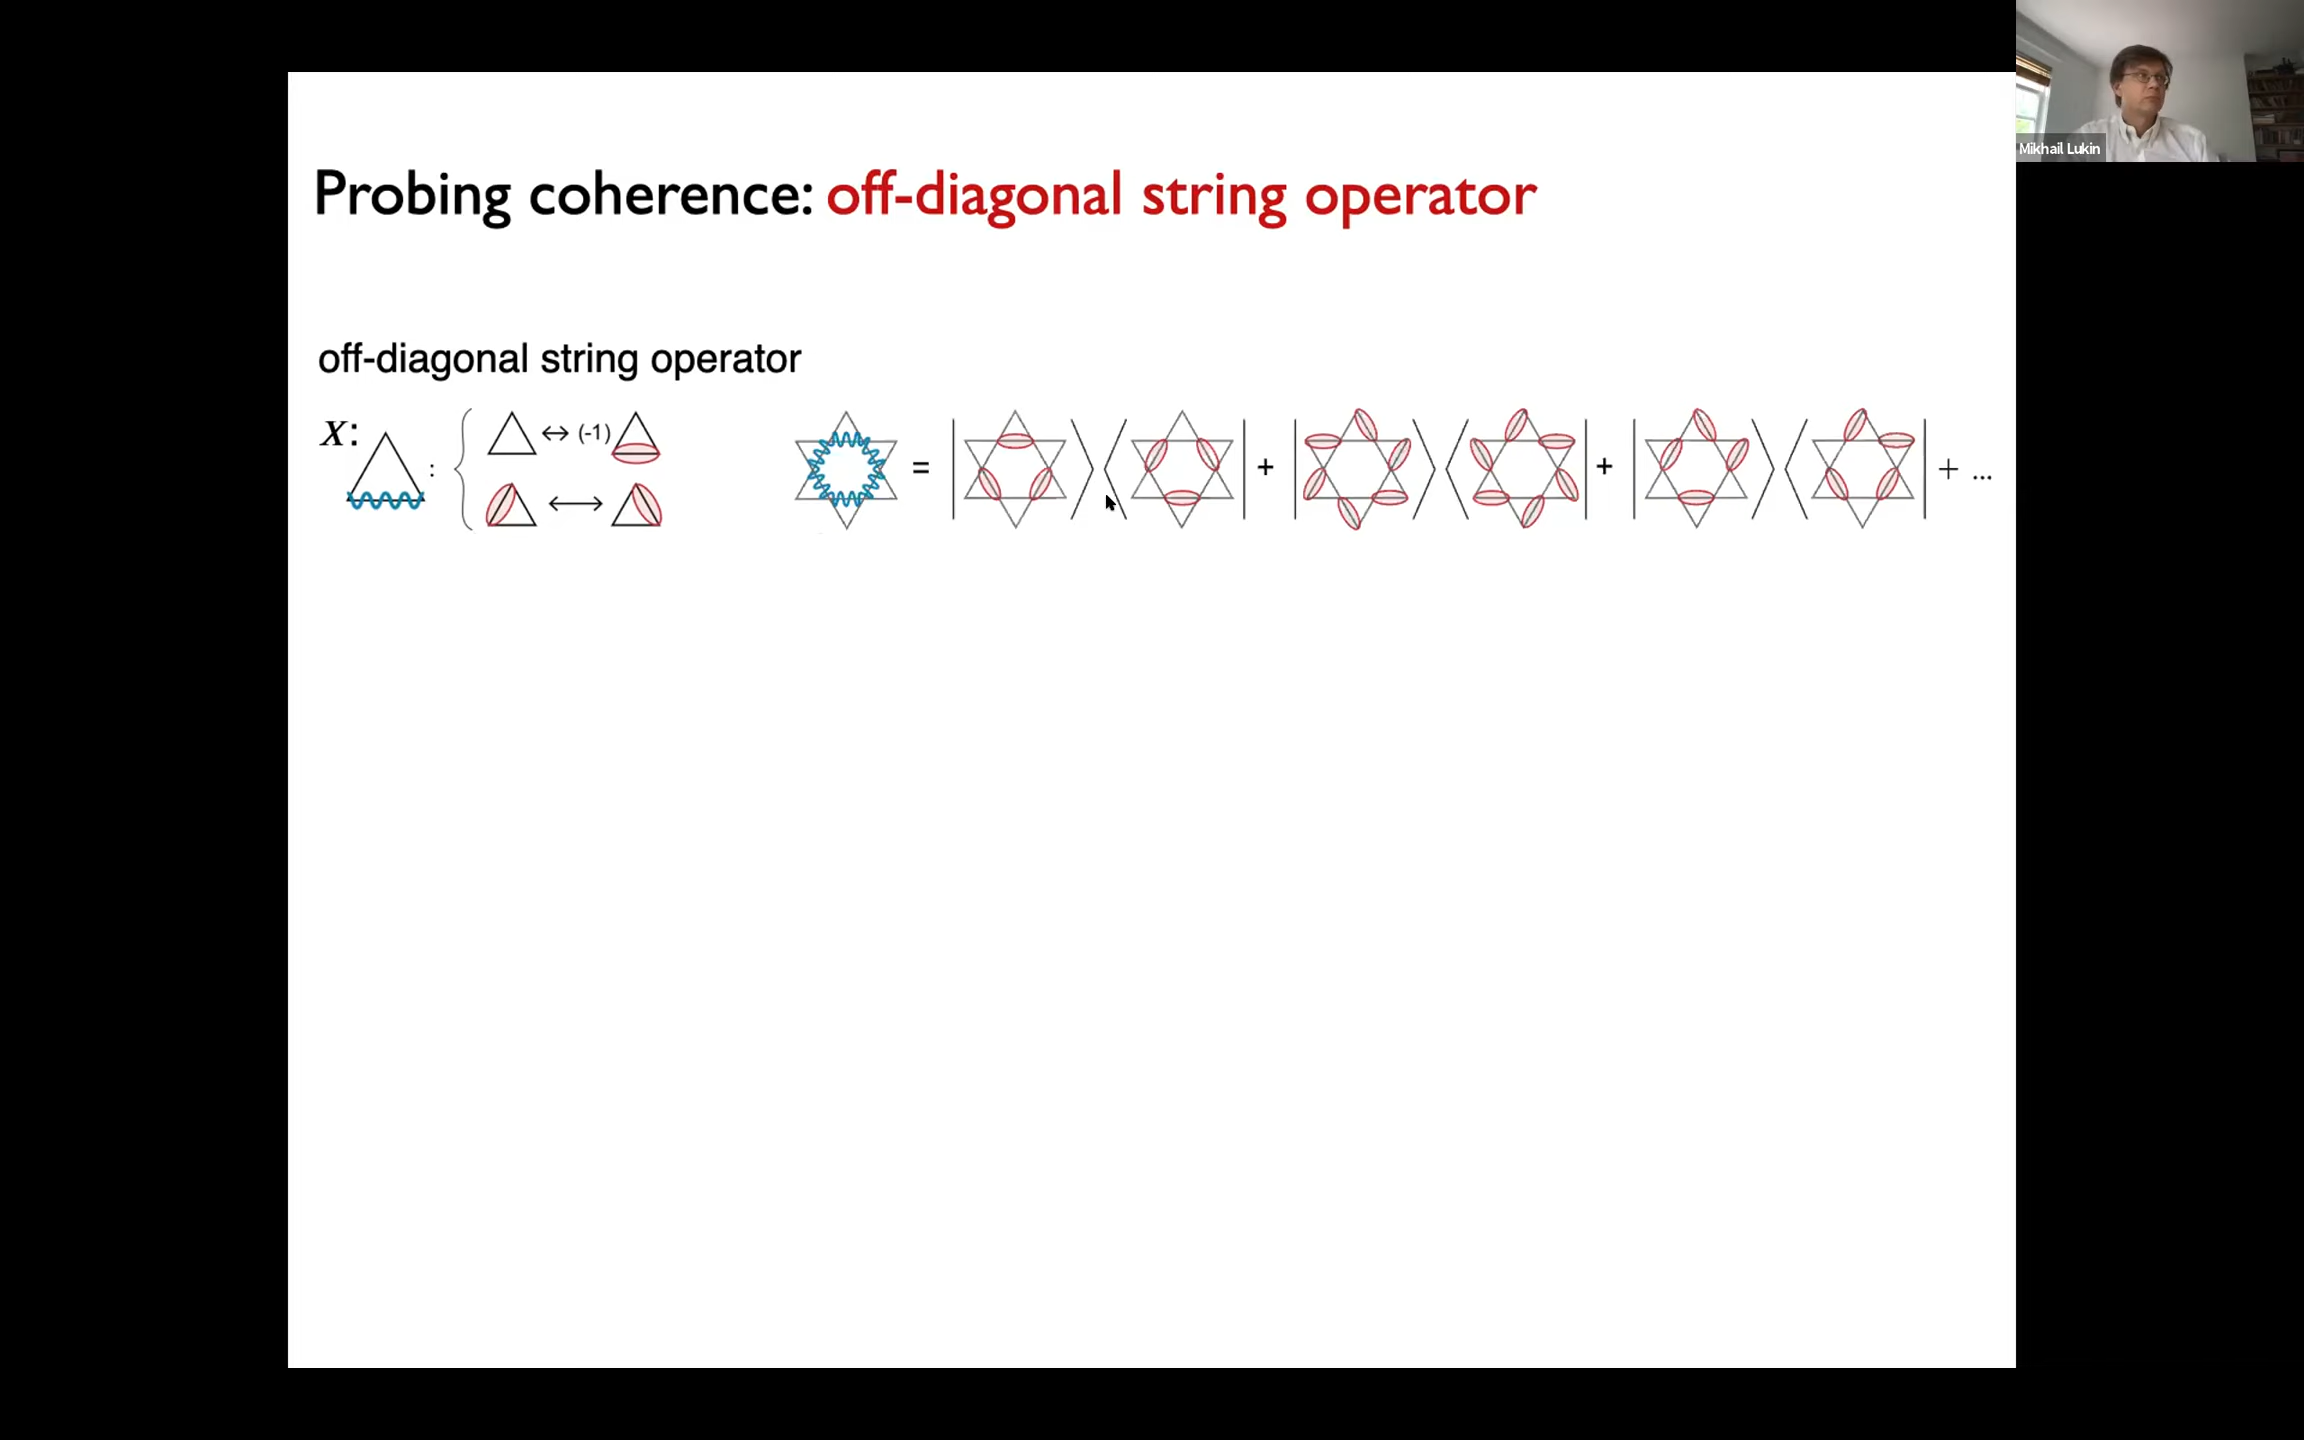 Mikhail Lukin
Probing coherence: off-diagonal string operator
off-diagonal string operator
X: : ↔ (-1) = + + + ...
⟷